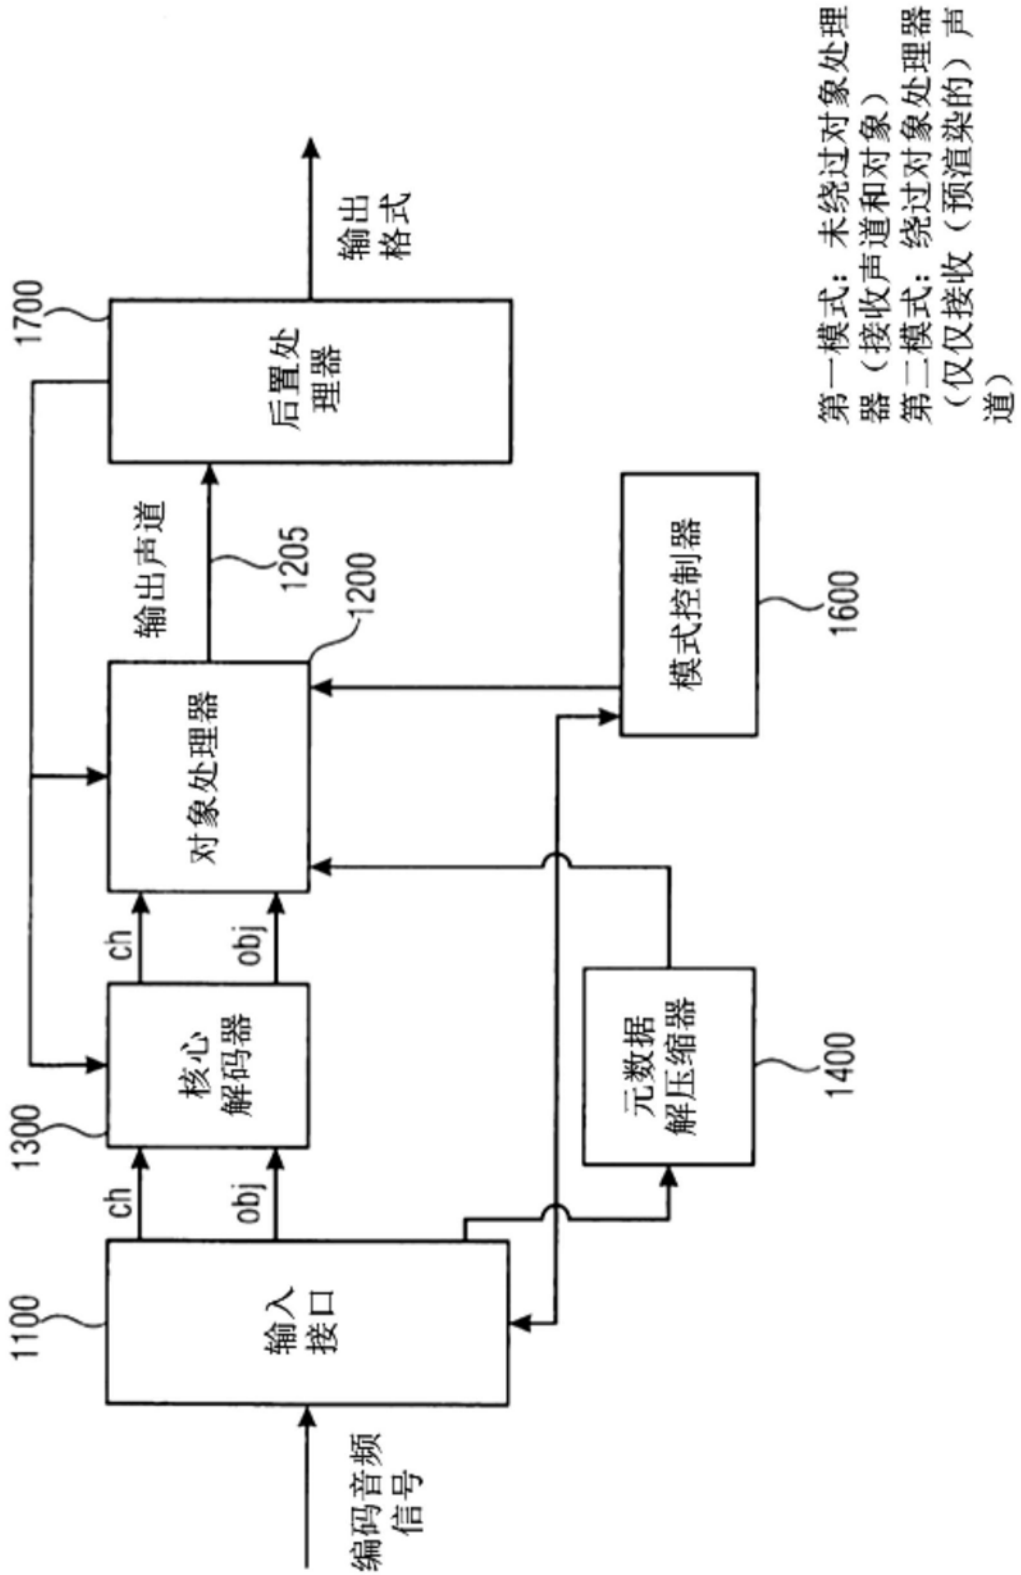 编码音频
信号
1100
输入
接口
ch
obj
1300
核心
解码器
ch
obj
元数据
解压缩器
1400
对象处理器
1200
输出声道
1205
模式控制器
1600
1700
后置处
理器
输出
格式
第一模式：未绕过对象处理
器（接收声道和对象）
第二模式：绕过对象处理器
（仅仅接收（预渲染的）声
道）